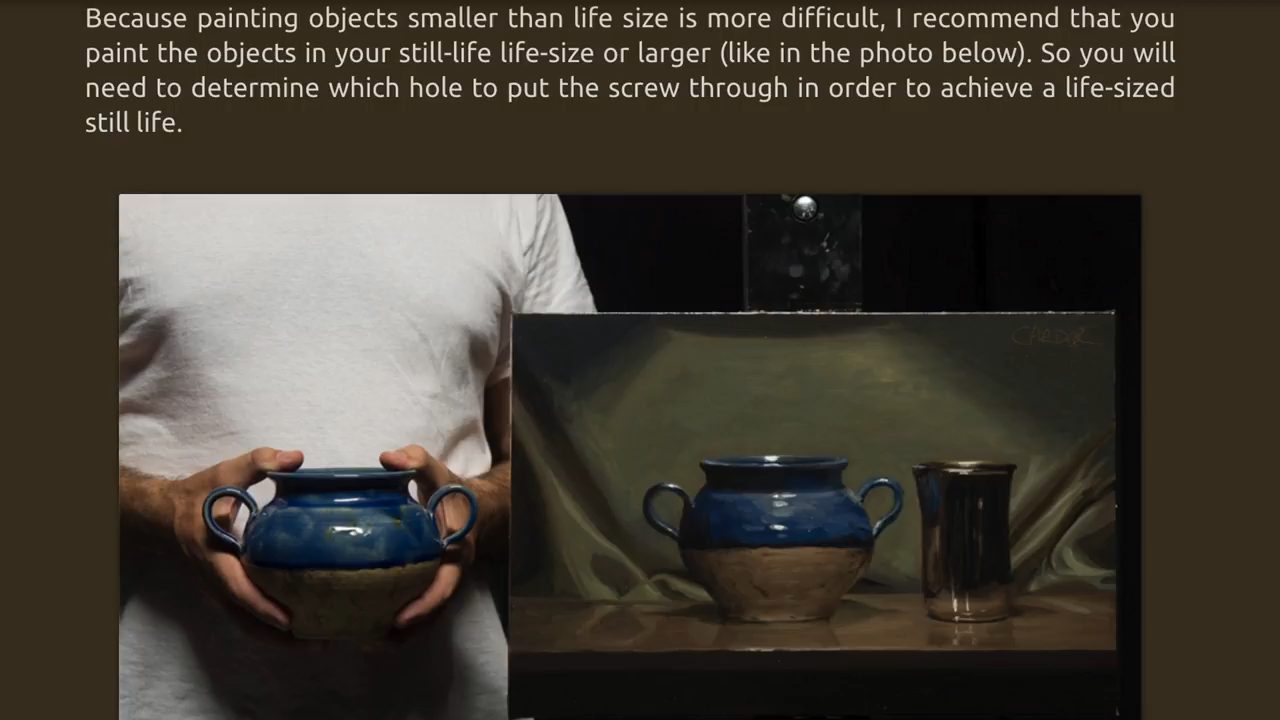 Because painting objects smaller than life size is more difficult, I recommend that you
paint the objects in your still-life life-size or larger (like in the photo below). So you will
need to determine which hole to put the screw through in order to achieve a life-sized
still life.
CARDER